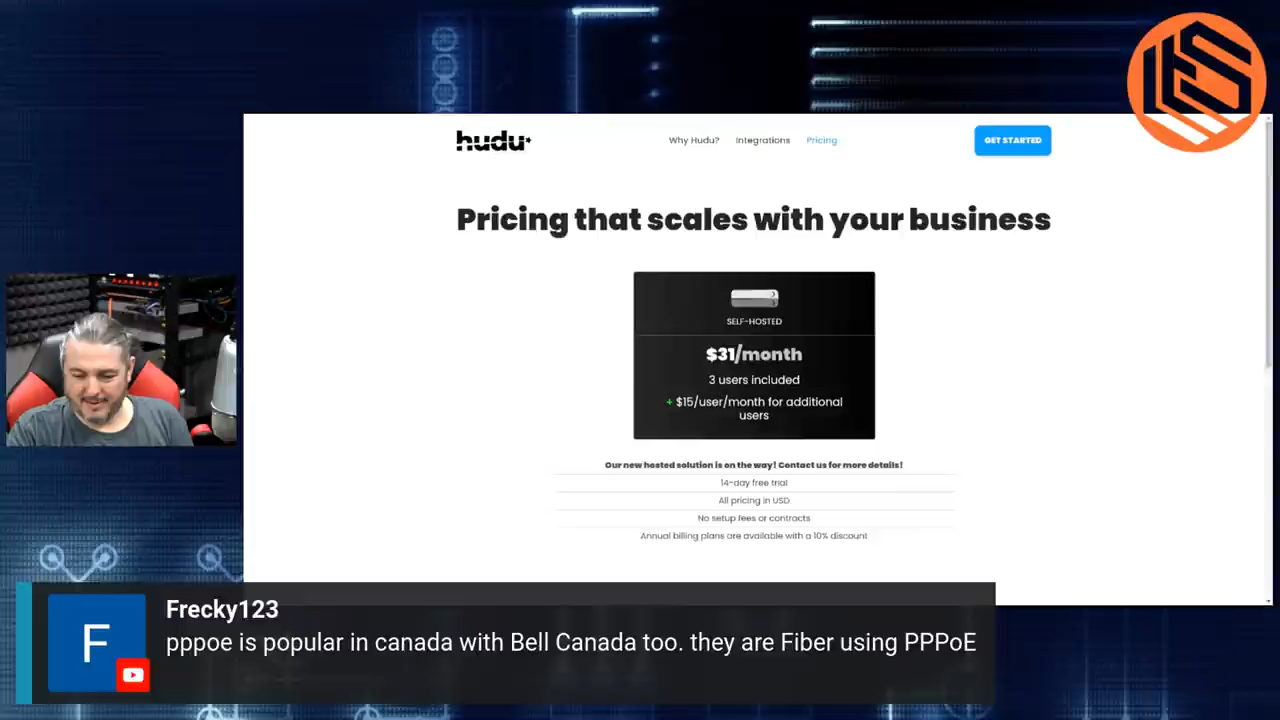 hudu
Why Hudu?
Integrations
Pricing
GET STARTED
Pricing that scales with your business
SELF-HOSTED
$31/month
3 users included
+ $15/user/month for additional
users
Our new hosted solution is on the way! Contact us for more details!
14-day free trial
All pricing in USD
No setup fees or contracts
Annual billing plans are available with a 10% discount
F
Frecky123
pppoe is popular in canada with Bell Canada too. they are Fiber using PPPoE